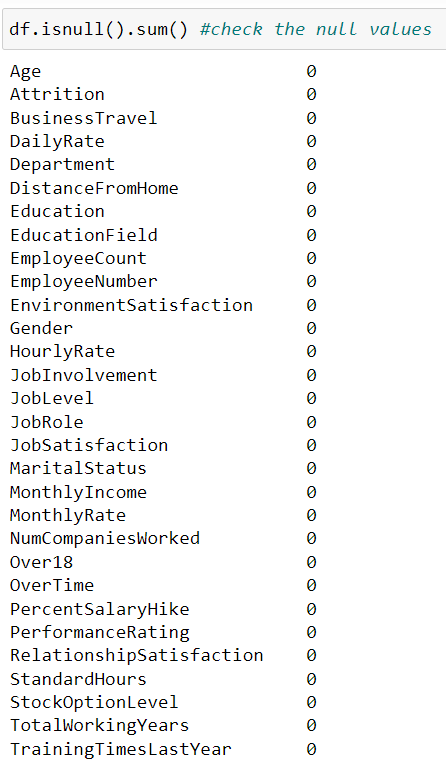 df.isnull().sum() #check the null values
Age 0
Attrition 0
BusinessTravel 0
DailyRate 0
Department 0
DistanceFromHome 0
Education 0
EducationField 0
EmployeeCount 0
EmployeeNumber 0
EnvironmentSatisfaction 0
Gender 0
HourlyRate 0
JobInvolvement 0
JobLevel 0
JobRole 0
JobSatisfaction 0
MaritalStatus 0
MonthlyIncome 0
MonthlyRate 0
NumCompaniesWorked 0
Over18 0
OverTime 0
PercentSalaryHike 0
PerformanceRating 0
RelationshipSatisfaction 0
StandardHours 0
StockOptionLevel 0
TotalWorkingYears 0
TrainingTimesLastYear 0